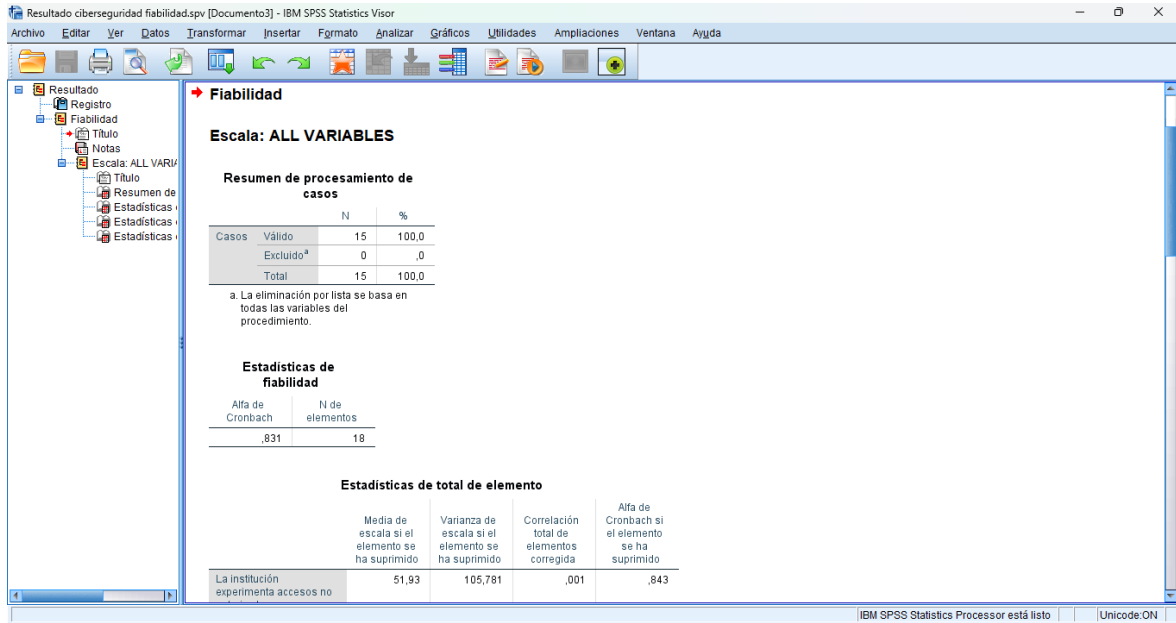 Resultado ciberseguridad fiabilidad.spv [Documento3] - IBM SPSS Statistics Visor
Archivo Editar Ver Datos Transformar Insertar Formato Analizar Gráficos Utilidades Ampliaciones Ventana Ayuda
Resultado
Registro
Fiabilidad
Título
Notas
Escala: ALL VARIA
Título
Resumen de
Estadísticas
Estadísticas
Estadísticas
Fiabilidad
Escala: ALL VARIABLES
Resumen de procesamiento de
casos
N %
Casos Válido 15 100,0
Excluido^a 0 ,0
Total 15 100,0
a. La eliminación por lista se basa en
todas las variables del
procedimiento.
Estadísticas de
fiabilidad
Alfa de
Cronbach
N de
elementos
,831 18
Estadísticas de total de elemento
Media de
escala si el
elemento se
ha suprimido
Varianza de
escala si el
elemento se
ha suprimido
Correlación
total de
elementos
corregida
Alfa de
Cronbach si
el elemento
se ha
suprimido
La institución 51,93 105,781 ,001 ,843
experimenta accesos no
IBM SPSS Statistics Processor está listo
Unicode:ON